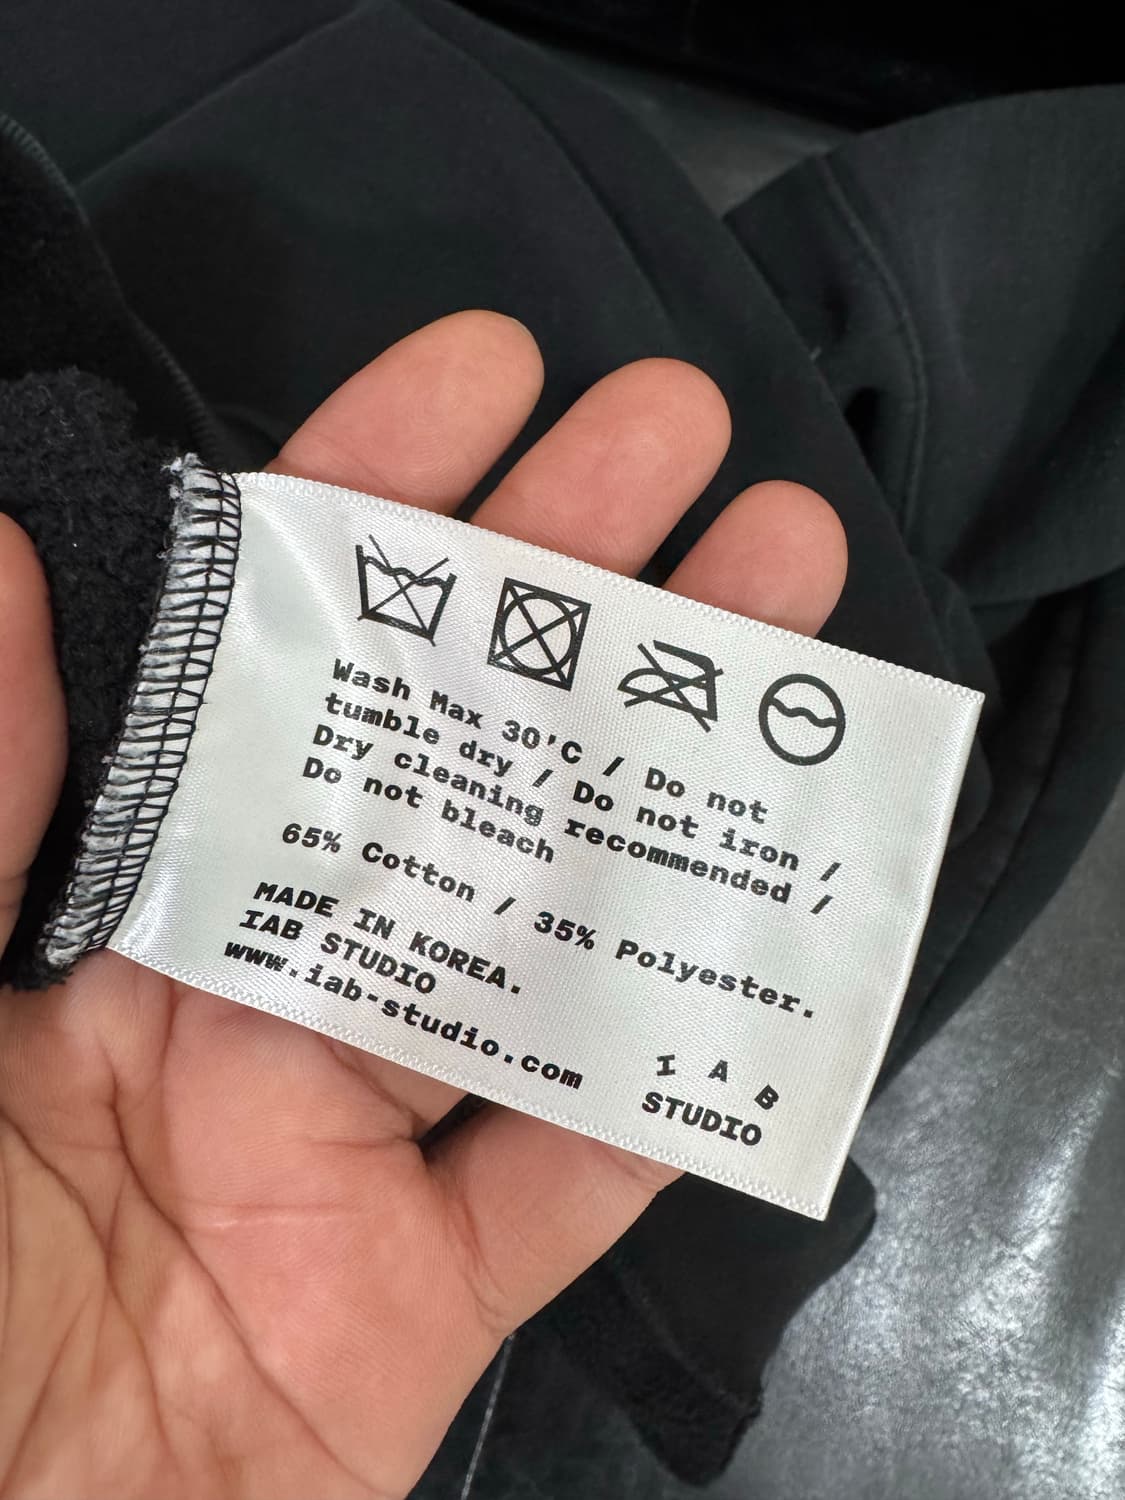 Wash Max 30'C / Do not
tumble dry / Do not iron /
Dry cleaning recommended /
Do not bleach
65% Cotton / 35% Polyester.
MADE IN KOREA.
IAB STUDIO
www.iab-studio.com
I A B
STUDIO